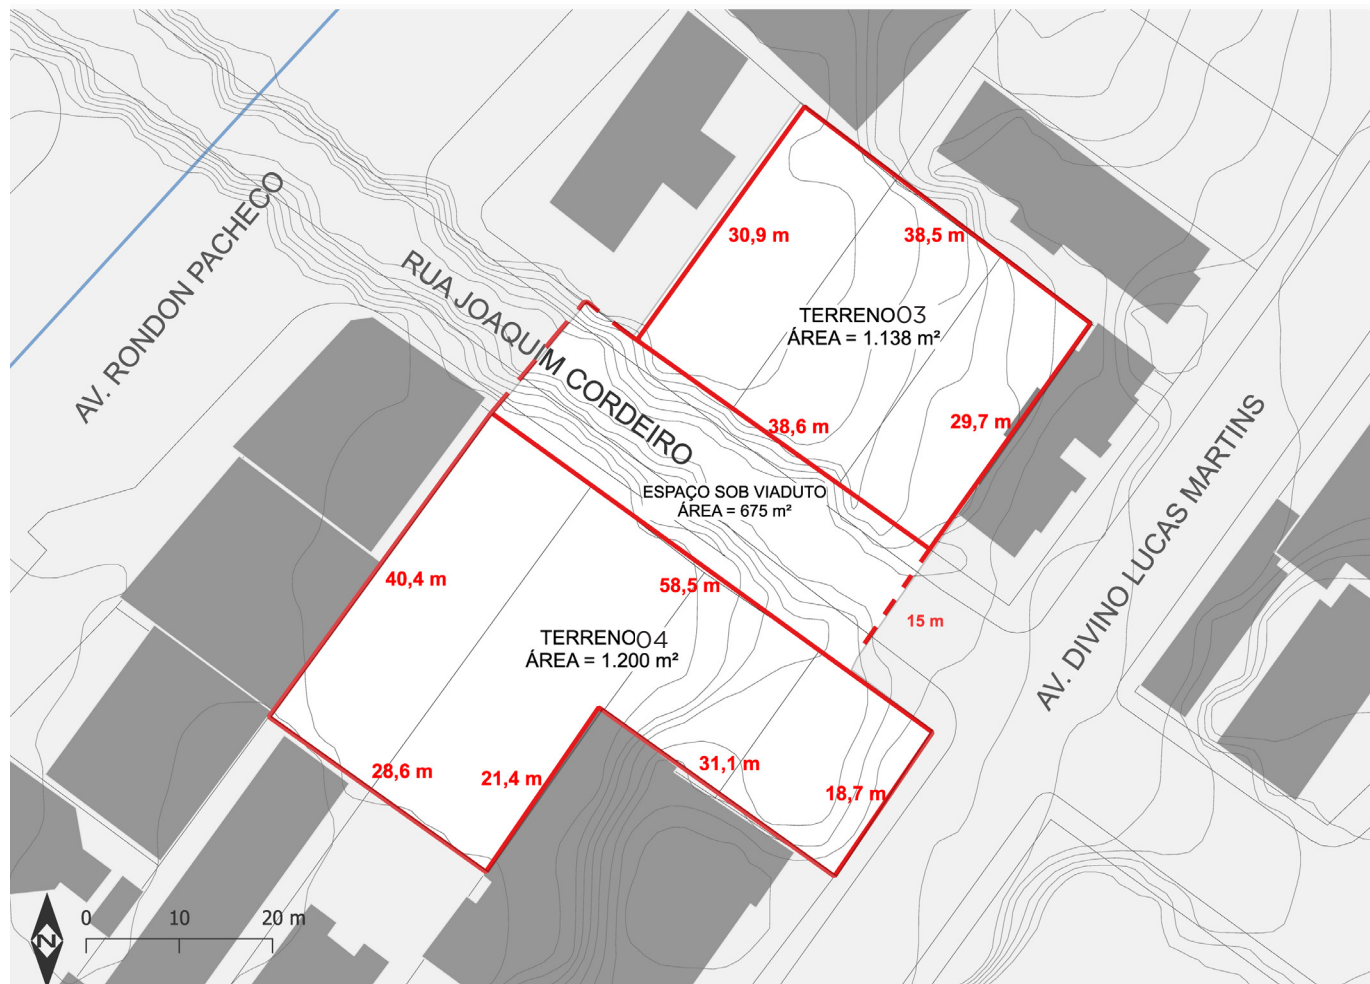 30,9 m
38,5 m
AV. RONDON PACHECO
RUA JOAQUIM CORDEIRO
TERRENO03
ÁREA = 1.138 m²
38,6 m
29,7 m
ESPAÇO SOB VIADUTO
ÁREA = 675 m²
AV. DIVINO LUCAS MARTINS
40,4 m
58,5 m
15 m
TERRENO04
ÁREA = 1.200 m²
28,6 m
21,4 m
31,1 m
18,7 m
0 10 20 m
N